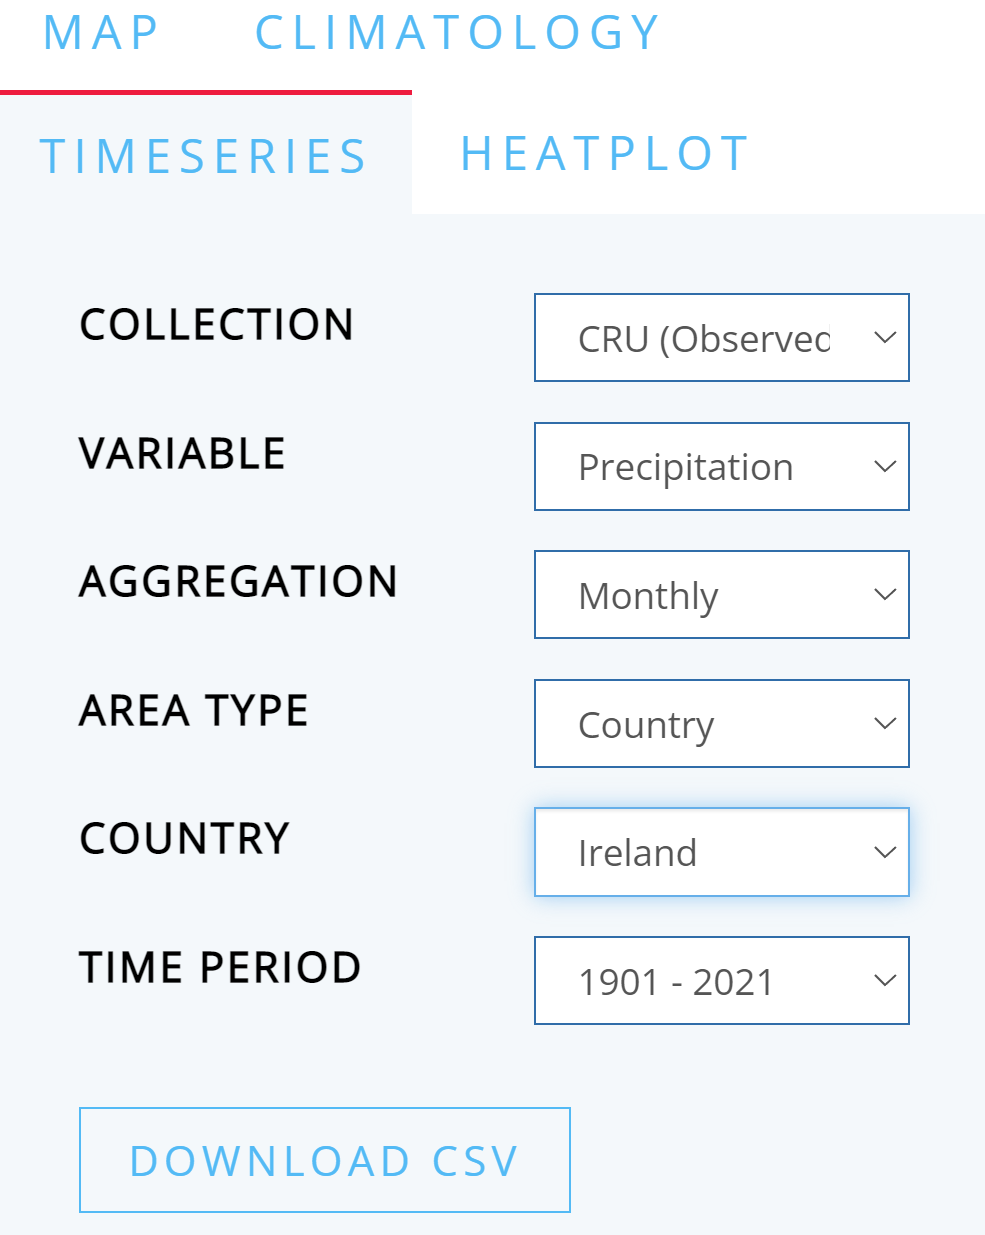 MAP CLIMATOLOGY
TIMESERIES HEATPLOT
COLLECTION CRU (Observed
VARIABLE Precipitation
AGGREGATION Monthly
AREA TYPE Country
COUNTRY Ireland
TIME PERIOD 1901 - 2021
DOWNLOAD CSV